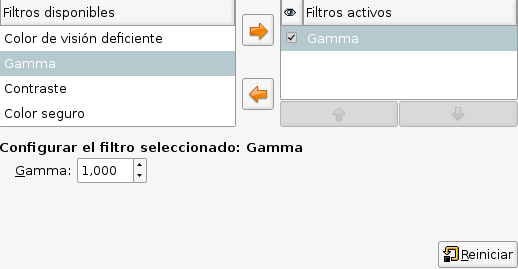 Filtros disponibles
Filtros activos
Color de visión deficiente
Gamma
Contraste
Color seguro
Gamma
Configurar el filtro seleccionado: Gamma
Gamma: 1,000
Reiniciar